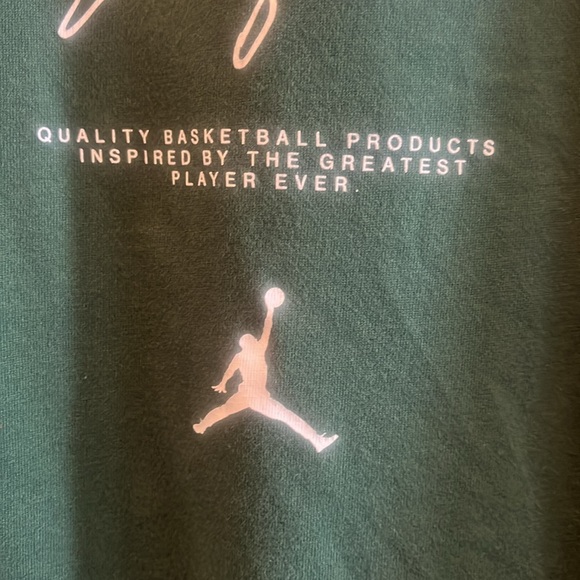 QUALITY BASKETBALL PRODUCTS
INSPIRED BY THE GREATEST
PLAYER EVER.